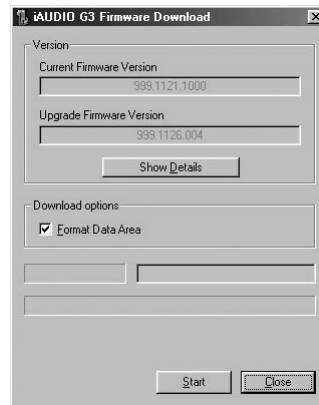 iAUDIO G3 Firmware Download
Version
Current Firmware Version
999.1121.1000
Upgrade Firmware Version
999.1126.004
Show Details
Download options
Format Data Area
Start
Close